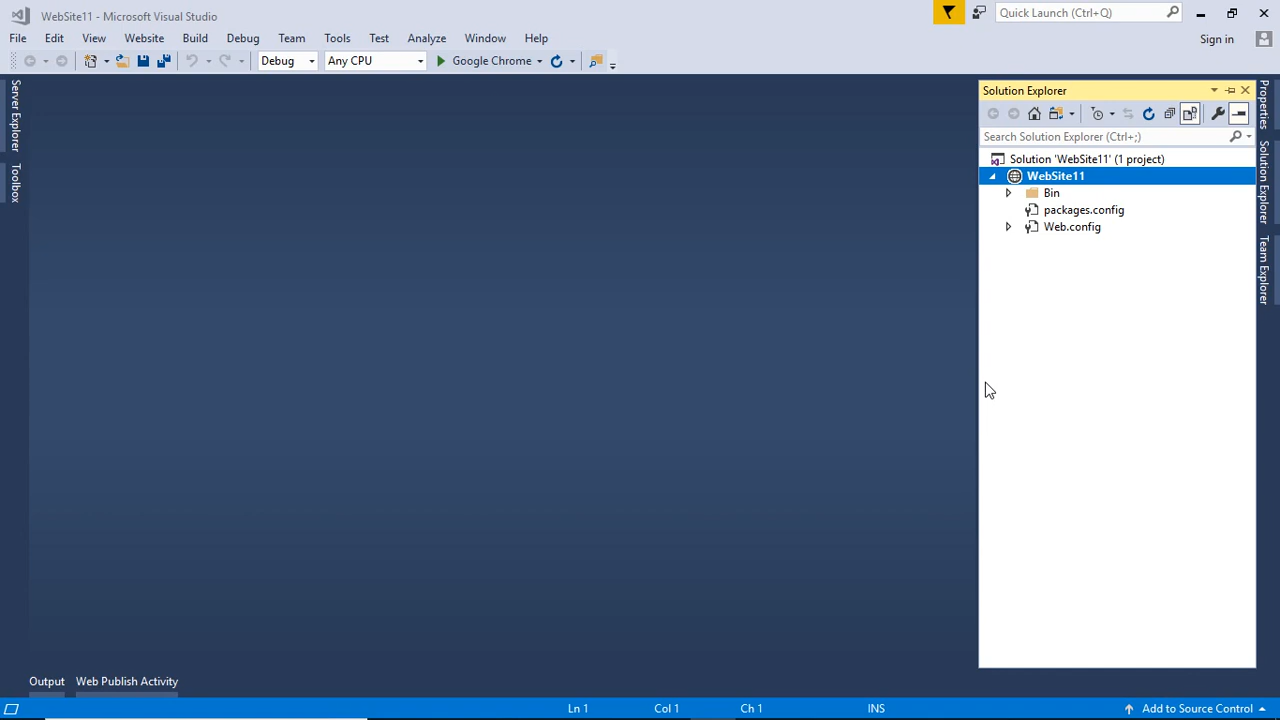 WebSite11 - Microsoft Visual Studio
Quick Launch (Ctrl+Q)
File Edit View Website Build Debug Team Tools Test Analyze Window Help
Sign in
Debug Any CPU Google Chrome
Server Explorer
Toolbox
Solution Explorer
Search Solution Explorer (Ctrl+;)
Solution 'WebSite11' (1 project)
WebSite11
Bin
packages.config
Web.config
Properties
Solution Explorer
Team Explorer
Output Web Publish Activity
Ln 1 Col 1 Ch 1 INS Add to Source Control